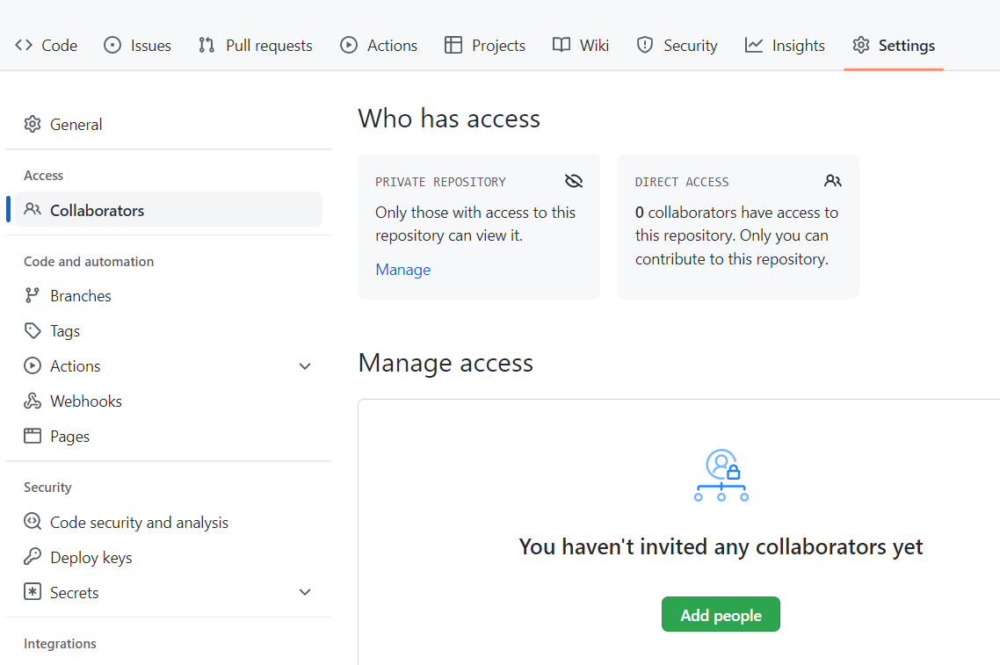 Code Issues Pull requests Actions Projects Wiki Security Insights Settings
General
Access
Collaborators
Code and automation
Branches
Tags
Actions
Webhooks
Pages
Security
Code security and analysis
Deploy keys
Secrets
Integrations
Who has access
PRIVATE REPOSITORY
Only those with access to this
repository can view it.
Manage
DIRECT ACCESS
0 collaborators have access to
this repository. Only you can
contribute to this repository.
Manage access
You haven't invited any collaborators yet
Add people